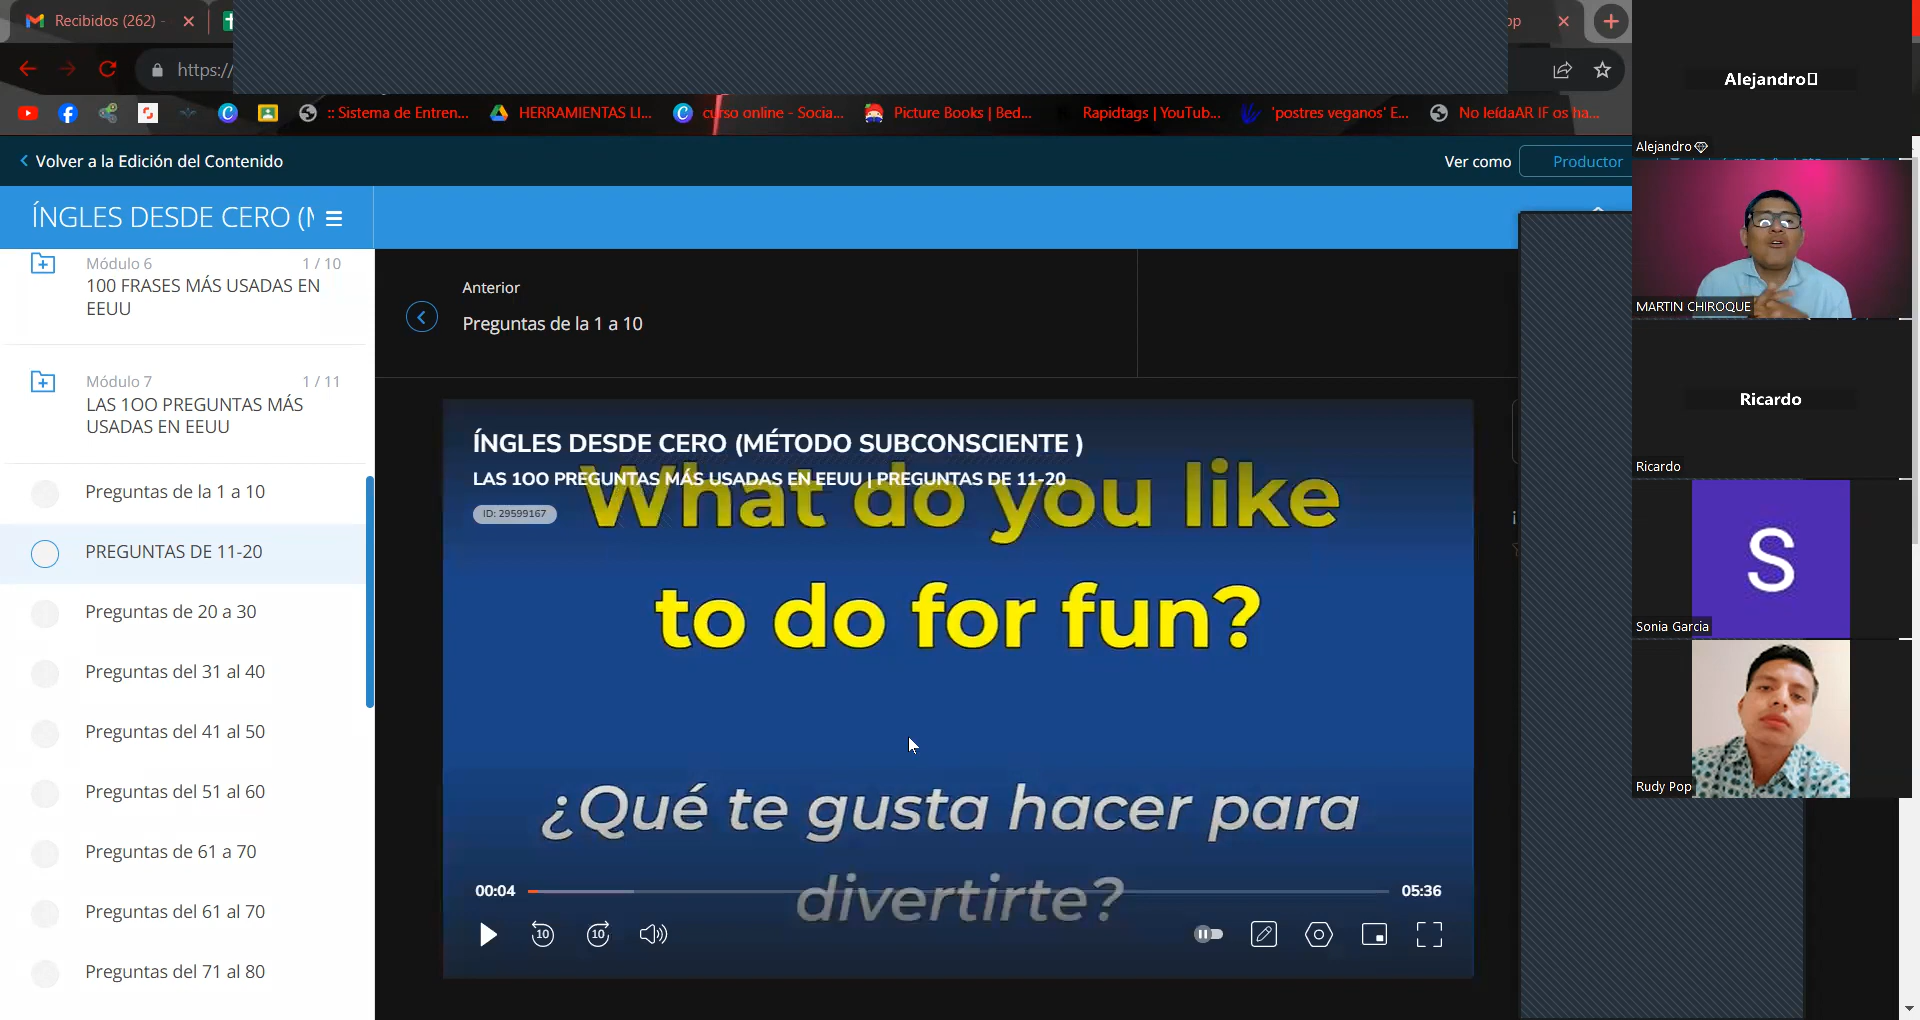 Recibidos (262) -
op
https://
:: Sistema de Entren...
HERRAMIENTAS LI...
curso online - Socia...
Picture Books | Bed...
Rapidtags | YouTub...
'postres veganos' E...
No leídaAR IF os ha...
Volver a la Edición del Contenido
Ver como
Productor
ÍNGLES DESDE CERO (M
Módulo 6
1 / 10
100 FRASES MÁS USADAS EN
EEUU
Módulo 7
1 / 11
LAS 1OO PREGUNTAS MÁS
USADAS EN EEUU
Preguntas de la 1 a 10
PREGUNTAS DE 11-20
Preguntas de 20 a 30
Preguntas del 31 al 40
Preguntas del 41 al 50
Preguntas del 51 al 60
Preguntas de 61 a 70
Preguntas del 61 al 70
Preguntas del 71 al 80
Anterior
Preguntas de la 1 a 10
ÍNGLES DESDE CERO (MÉTODO SUBCONSCIENTE )
LAS 1OO PREGUNTAS MÁS USADAS EN EEUU | PREGUNTAS DE 11-20
ID: 29599167
What do you like
to do for fun?
¿Qué te gusta hacer para
divertirte?
00:04
05:36
10
10
Alejandro
Alejandro
MARTIN CHIROQUE
Ricardo
Ricardo
S
Sonia Garcia
Rudy Pop